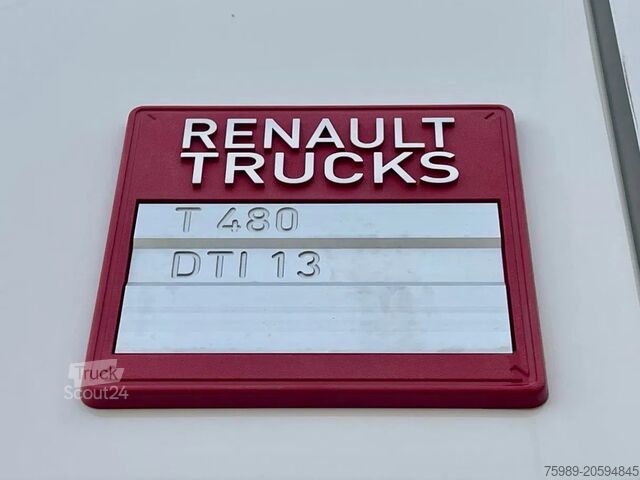 RENAULT
TRUCKS
T 480
DTI 13
Truck
Scout24
75989-20594845